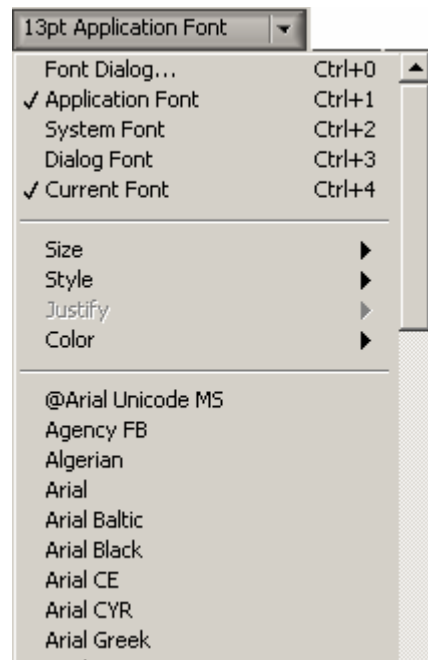 13pt Application Font
Font Dialog... Ctrl+0
Application Font Ctrl+1
System Font Ctrl+2
Dialog Font Ctrl+3
Current Font Ctrl+4
Size
Style
Justify
Color
@Arial Unicode MS
Agency FB
Algerian
Arial
Arial Baltic
Arial Black
Arial CE
Arial CYR
Arial Greek